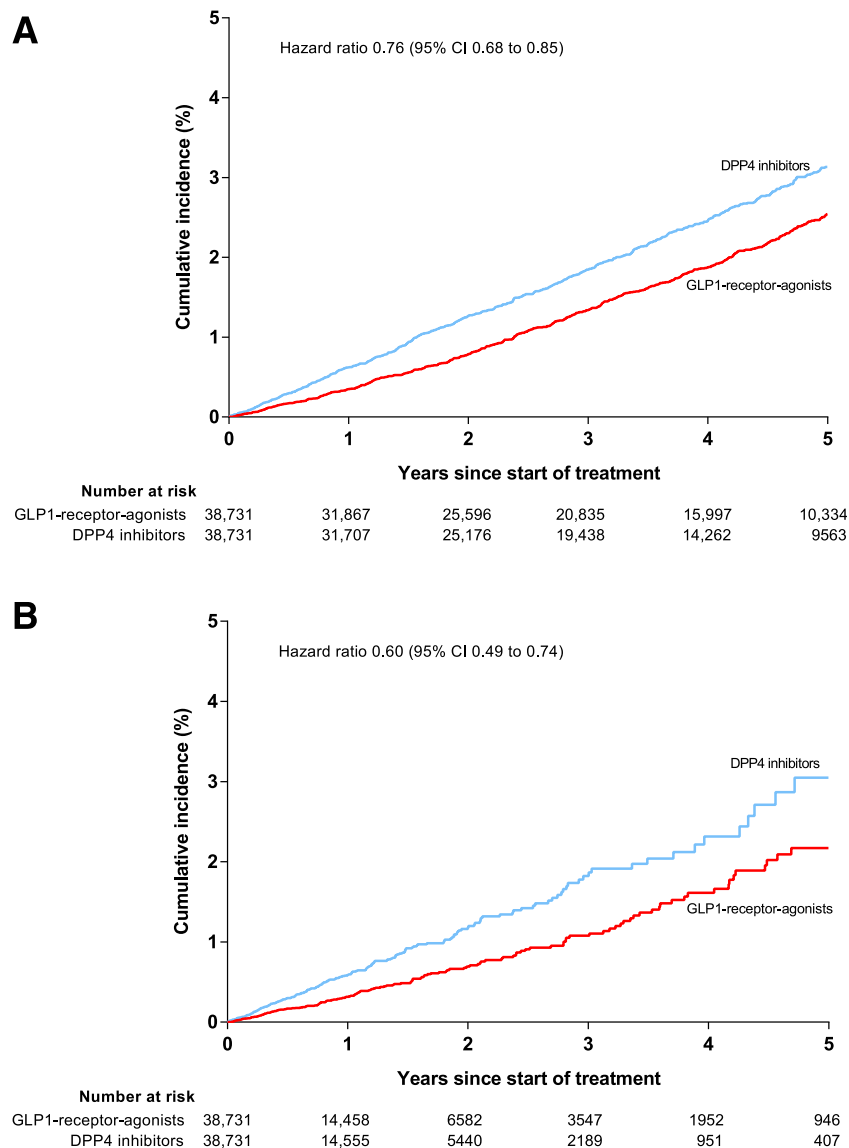 A
Hazard ratio 0.76 (95% CI 0.68 to 0.85)
5
4
3
2
1
0
Cumulative incidence (%)
DPP4 inhibitors
GLP1-receptor-agonists
0 1 2 3 4 5
Years since start of treatment
Number at risk
GLP1-receptor-agonists 38,731 31,867 25,596 20,835 15,997 10,334
DPP4 inhibitors 38,731 31,707 25,176 19,438 14,262 9563
B
Hazard ratio 0.60 (95% CI 0.49 to 0.74)
5
4
3
2
1
0
Cumulative incidence (%)
DPP4 inhibitors
GLP1-receptor-agonists
0 1 2 3 4 5
Years since start of treatment
Number at risk
GLP1-receptor-agonists 38,731 14,458 6582 3547 1952 946
DPP4 inhibitors 38,731 14,555 5440 2189 951 407